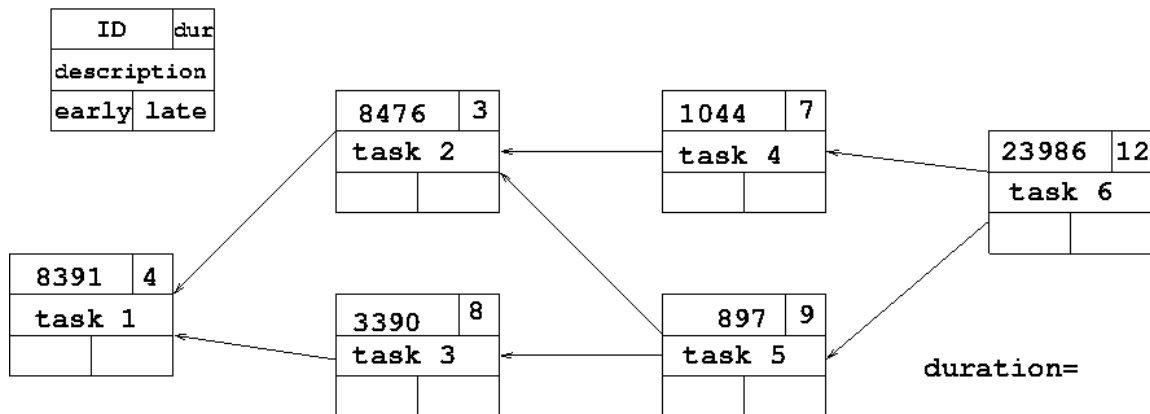 ID dur
description
early late
8476 3
task 2
1044 7
task 4
23986 12
task 6
8391 4
task 1
3390 8
task 3
897 9
task 5
duration=